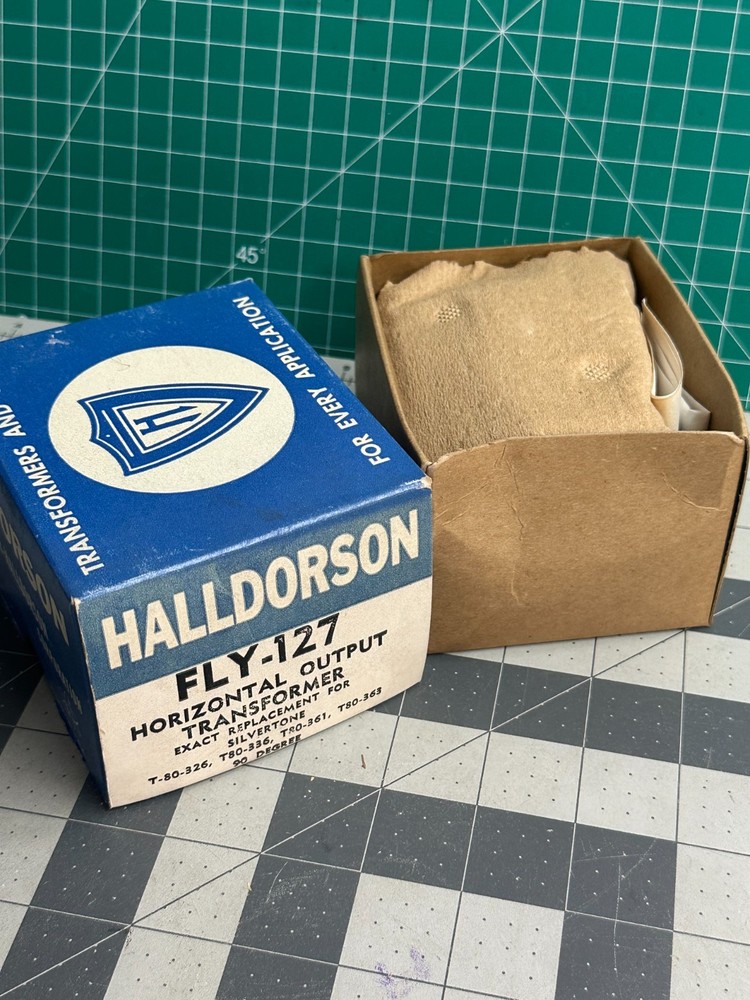 45°
TRANSFORMERS AND
FOR EVERY APPLICATION
H
HALLDORSON
FLY-127
HORIZONTAL OUTPUT
TRANSFORMER
EXACT REPLACEMENT FOR
SILVERTONE
T-80-326, T80-336, T80-361, T80-363
90 DEGREE